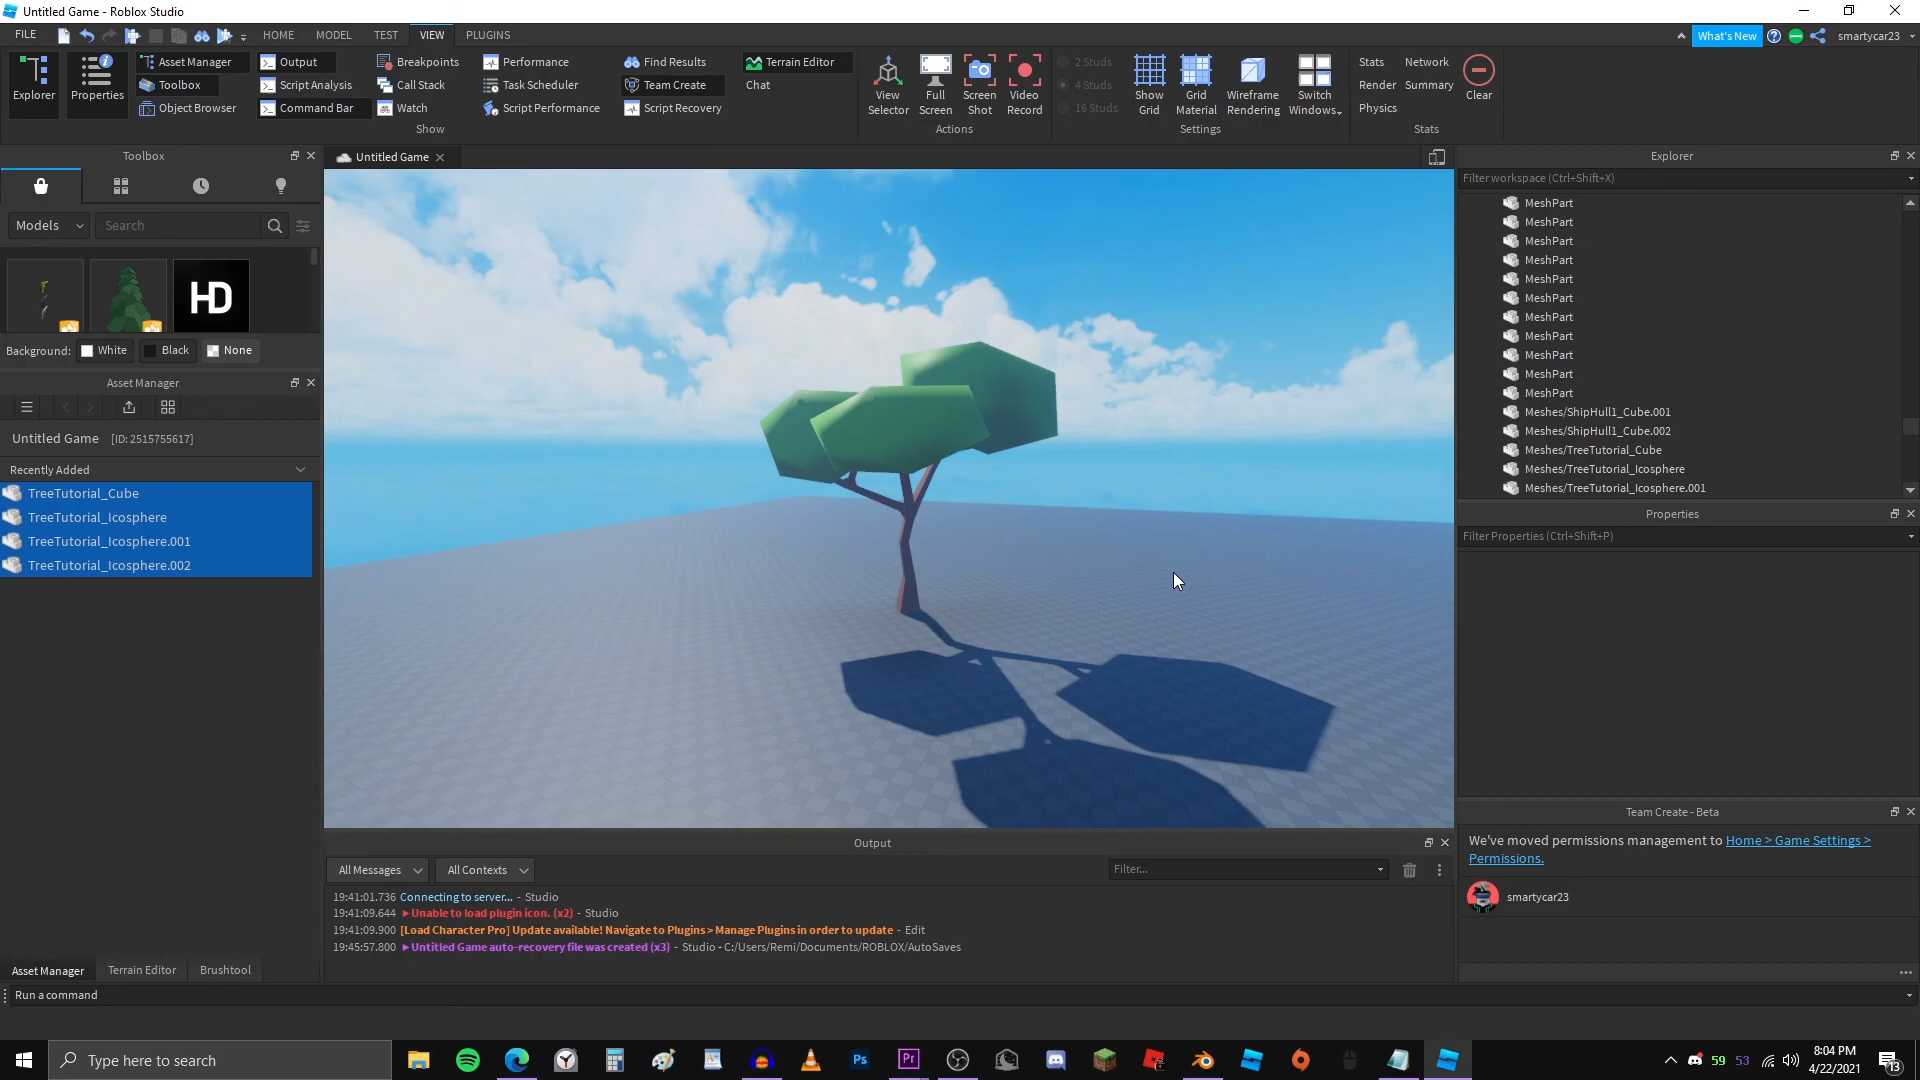 Untitled Game - Roblox Studio
FILE
HOME
MODEL
TEST
VIEW
PLUGINS
What's New
smartycar23
Explorer
Properties
Asset Manager
Toolbox
Object Browser
Output
Script Analysis
Command Bar
Breakpoints
Call Stack
Watch
Performance
Task Scheduler
Script Performance
Find Results
Team Create
Script Recovery
Terrain Editor
Chat
Show
View Selector
Full Screen
Screen Shot
Video Record
Actions
2 Studs
4 Studs
16 Studs
Show Grid
Grid Material
Wireframe Rendering
Switch Windows
Settings
Stats
Network
Render
Summary
Physics
Clear
Stats
Toolbox
Models
Search
HD
Background:
White
Black
None
Asset Manager
Untitled Game [ID: 2515755617]
Recently Added
TreeTutorial_Cube
TreeTutorial_Icosphere
TreeTutorial_Icosphere.001
TreeTutorial_Icosphere.002
Asset Manager
Terrain Editor
Brushtool
Run a command
Untitled Game
Output
All Messages
All Contexts
Filter...
19:41:01.736 Connecting to server... - Studio
19:41:09.644 Unable to load plugin icon. (x2) - Studio
19:41:09.900 [Load Character Pro] Update available! Navigate to Plugins > Manage Plugins in order to update - Edit
19:45:57.800 Untitled Game auto-recovery file was created (x3) - Studio - C:/Users/Remi/Documents/ROBLOX/AutoSaves
Explorer
Filter workspace (Ctrl+Shift+X)
MeshPart
MeshPart
MeshPart
MeshPart
MeshPart
MeshPart
MeshPart
MeshPart
MeshPart
MeshPart
MeshPart
Meshes/ShipHull1_Cube.001
Meshes/ShipHull1_Cube.002
Meshes/TreeTutorial_Cube
Meshes/TreeTutorial_Icosphere
Meshes/TreeTutorial_Icosphere.001
Properties
Filter Properties (Ctrl+Shift+P)
Team Create - Beta
We've moved permissions management to Home > Game Settings >
Permissions.
smartycar23
Type here to search
Ps
Pr
59
53
8:04 PM
4/22/2021
13